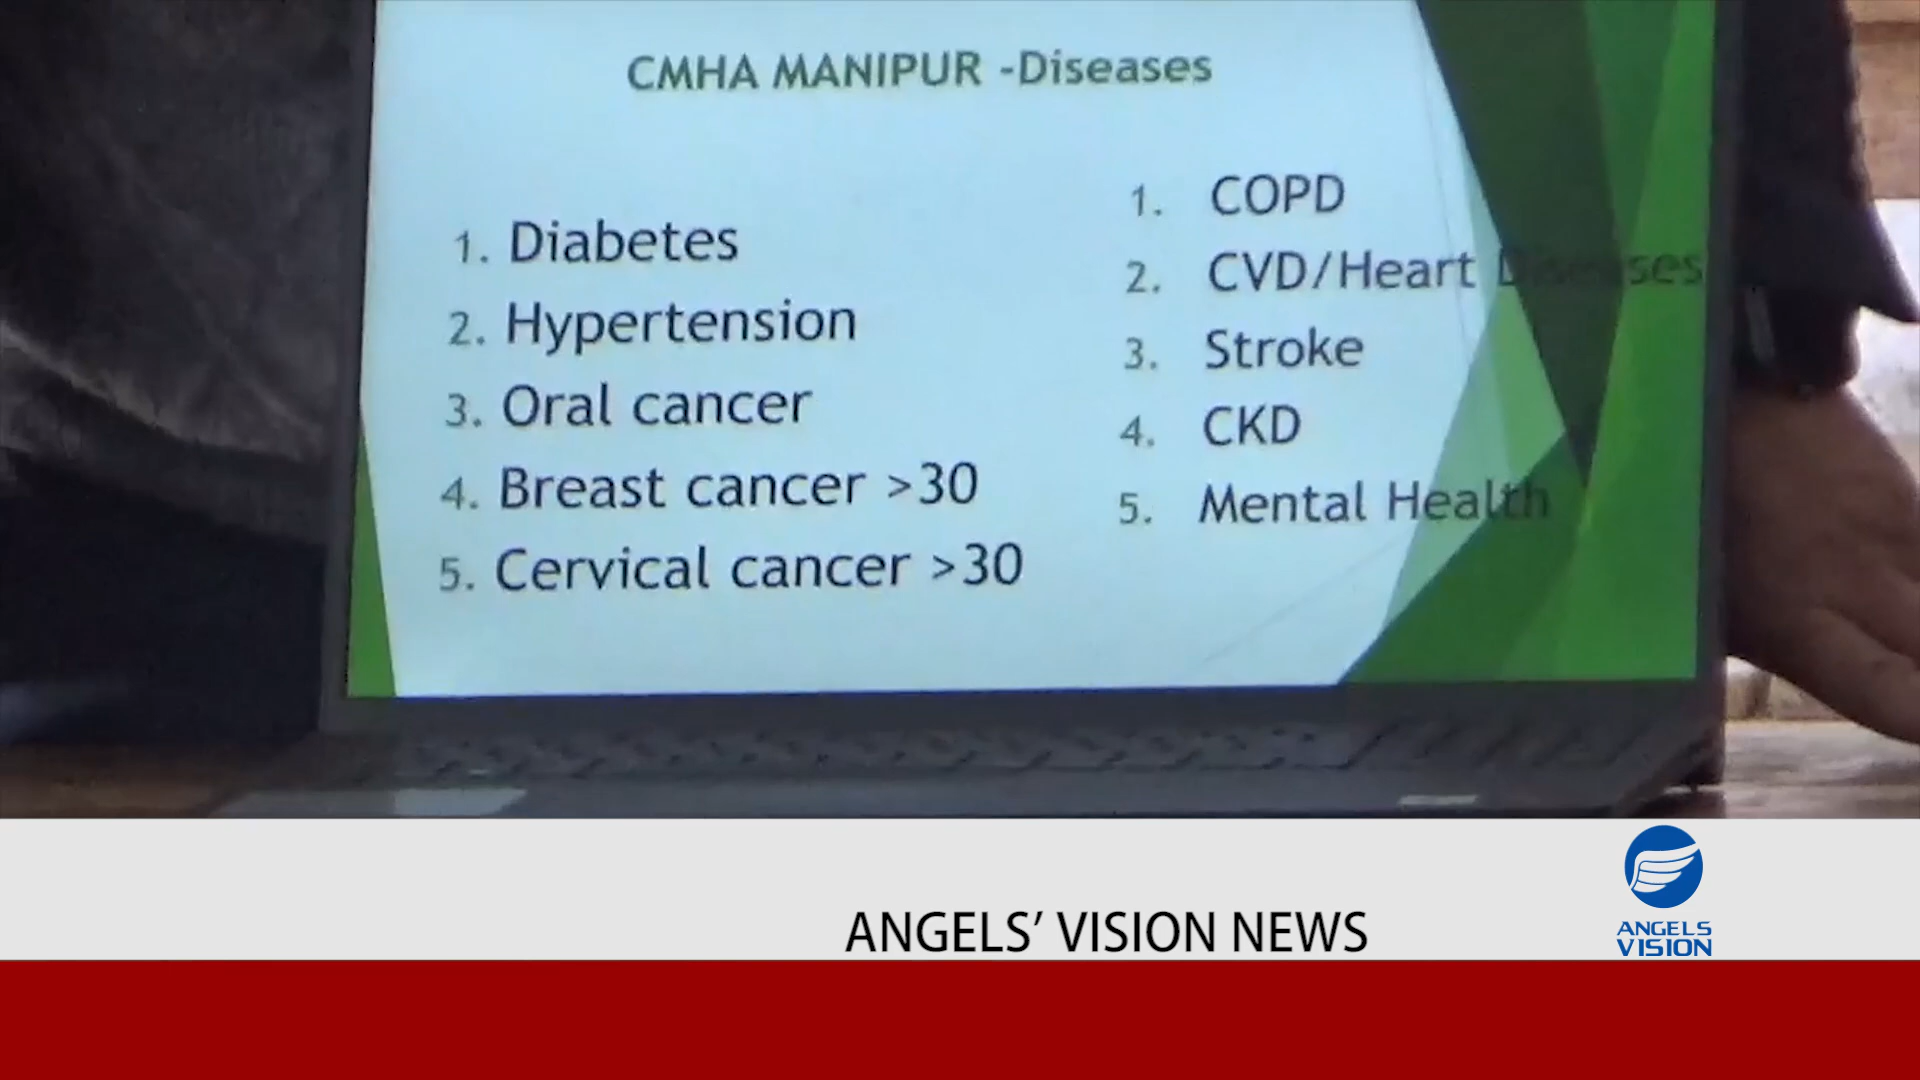 CMHA MANIPUR -Diseases
1. Diabetes
2. Hypertension
3. Oral cancer
4. Breast cancer >30
5. Cervical cancer >30
1. COPD
2. CVD/Heart Diseases
3. Stroke
4. CKD
5. Mental Health
ANGELS’ VISION NEWS
ANGELS
VISION